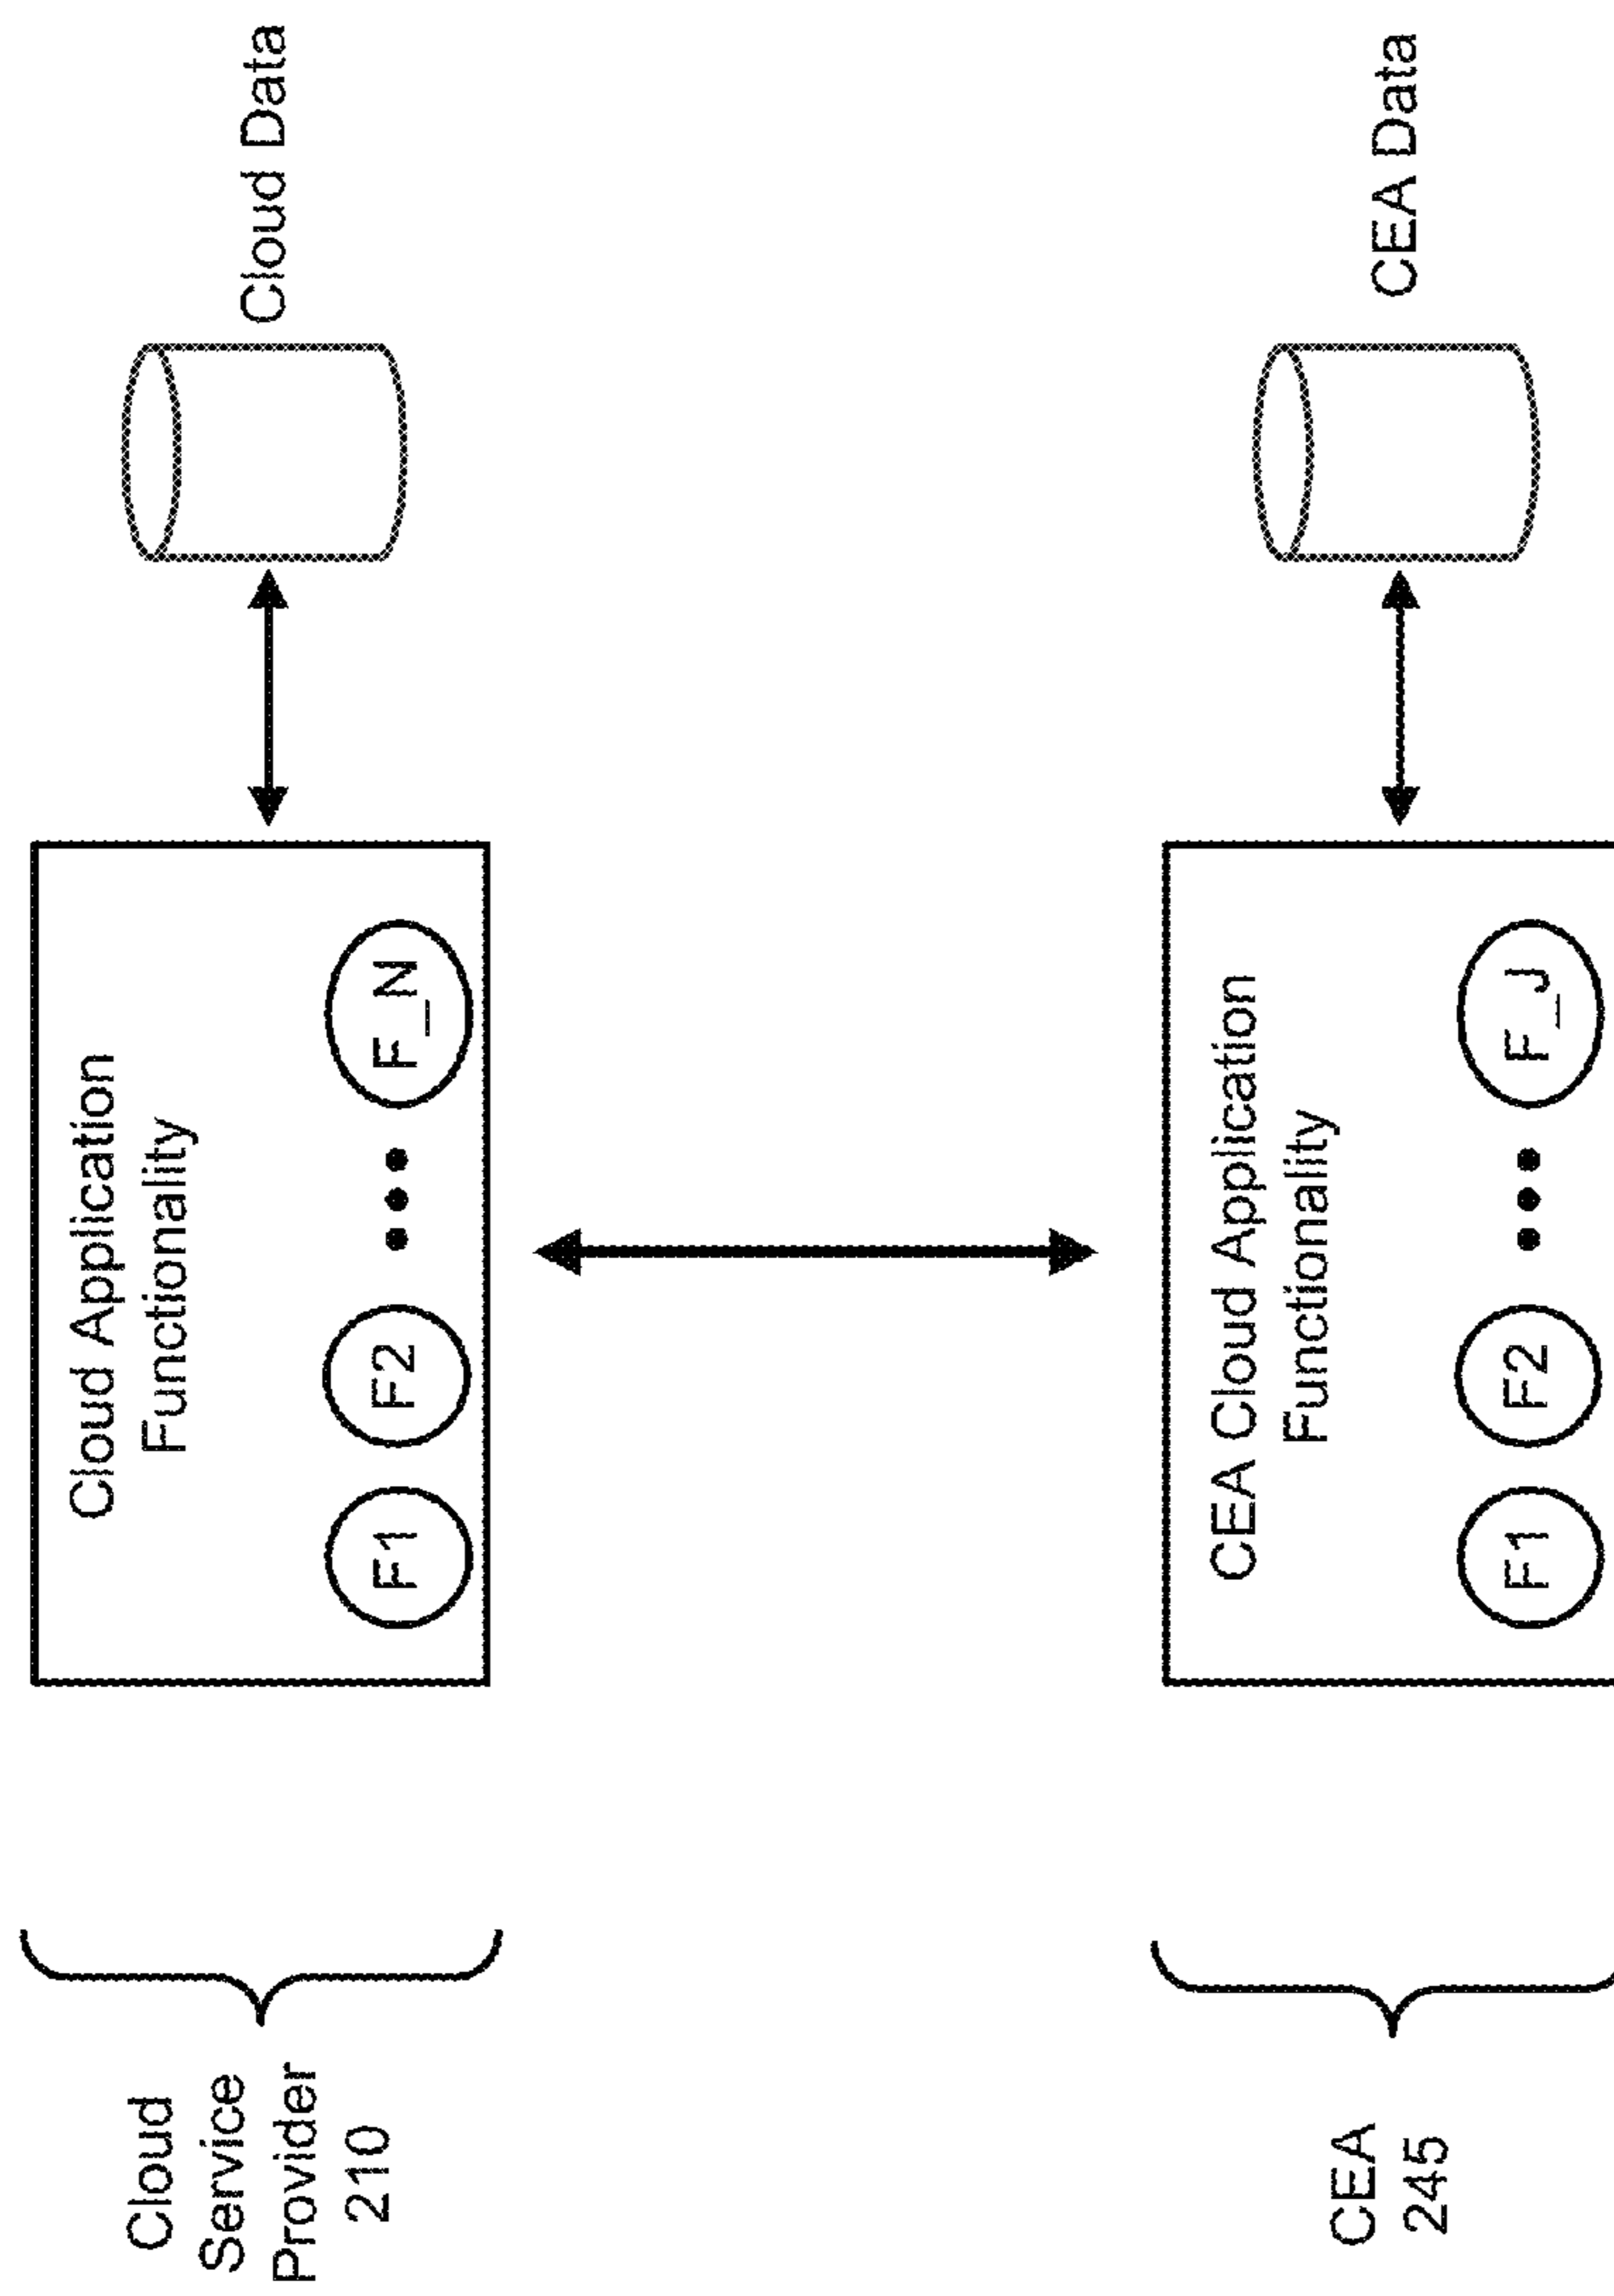 Cloud
Service
Provider
210
Cloud Application
Functionality
F1
F2
F_N
Cloud Data
CEA
245
CEA Cloud Application
Functionality
F1
F2
F_J
CEA Data